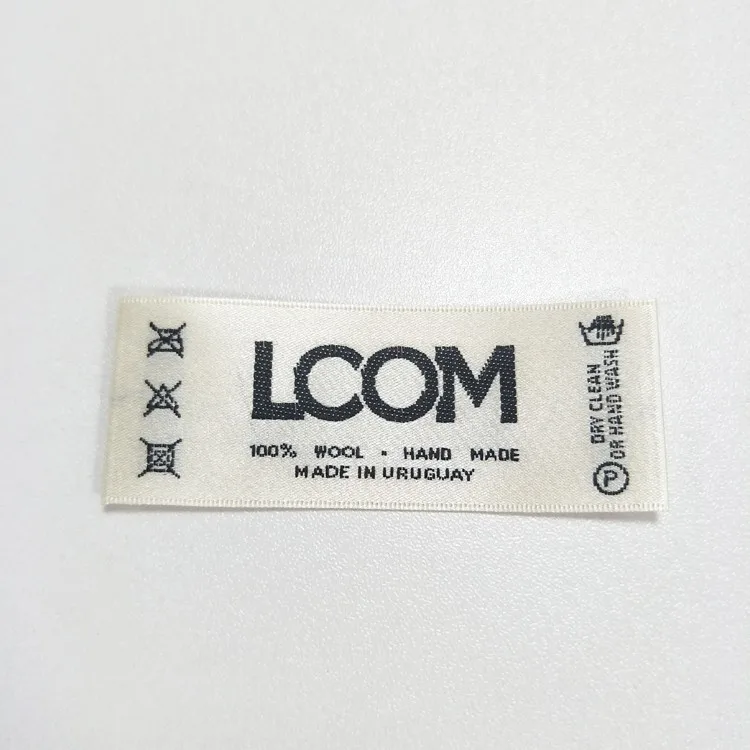 LCOM
100% WOOL • HAND MADE
MADE IN URUGUAY
DRY CLEAN
OR HAND WASH
P